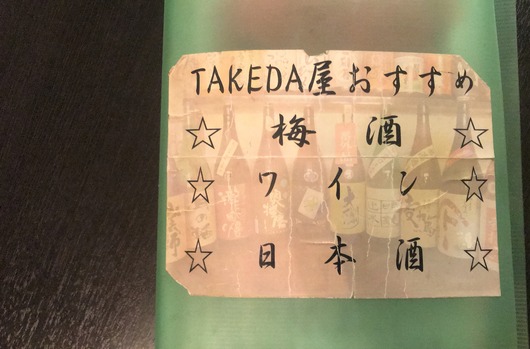 TAKEDA屋おすすめ
☆ 梅酒 ☆
☆ ワイン ☆
☆ 日本酒 ☆